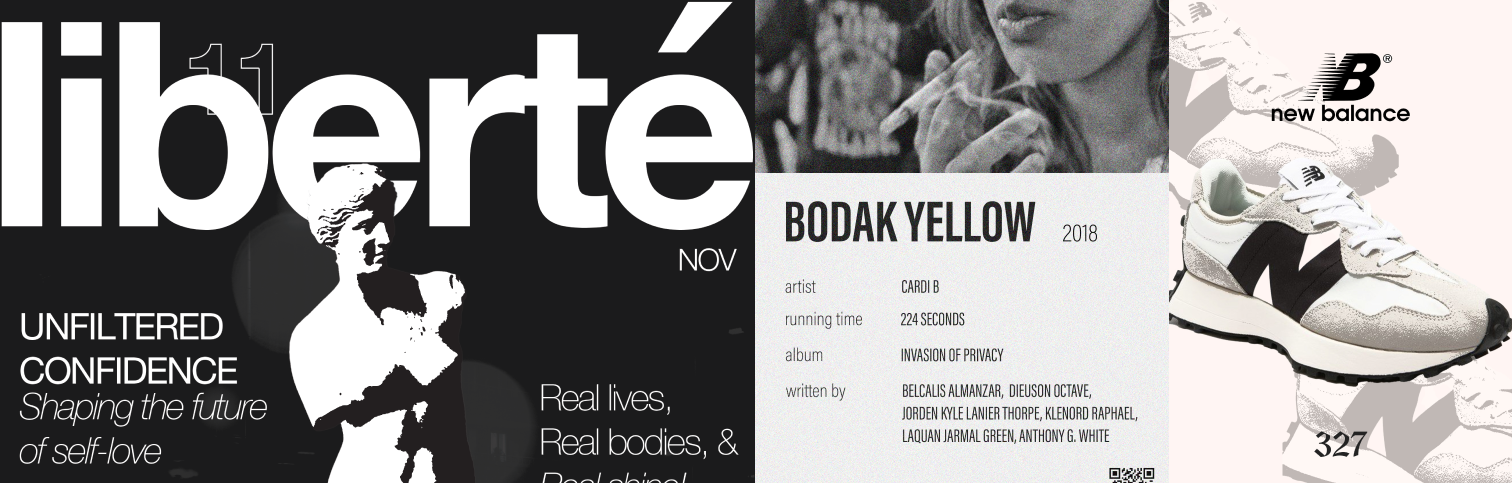 liberté
11
NOV
UNFILTERED
CONFIDENCE
Shaping the future
of self-love
Real lives,
Real bodies, &
Real skins!
BODAK YELLOW 2018
artist CARDI B
running time 224 SECONDS
album INVASION OF PRIVACY
written by BELCALIS ALMANZAR, DIEUSON OCTAVE,
JORDEN KYLE LANIER THORPE, KLENORD RAPHAEL,
LAQUAN JARMAL GREEN, ANTHONY G. WHITE
NB®
new balance
327